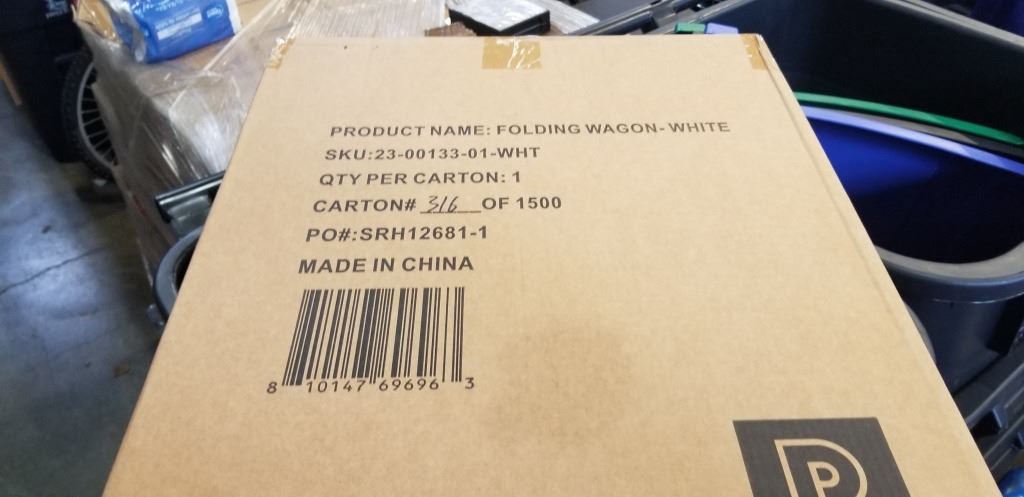 PRODUCT NAME: FOLDING WAGON-WHITE
SKU:23-00133-01-WHT
QTY PER CARTON: 1
CARTON# 316 OF 1500
PO#:SRH12681-1
MADE IN CHINA
8 10147 69696 3
P